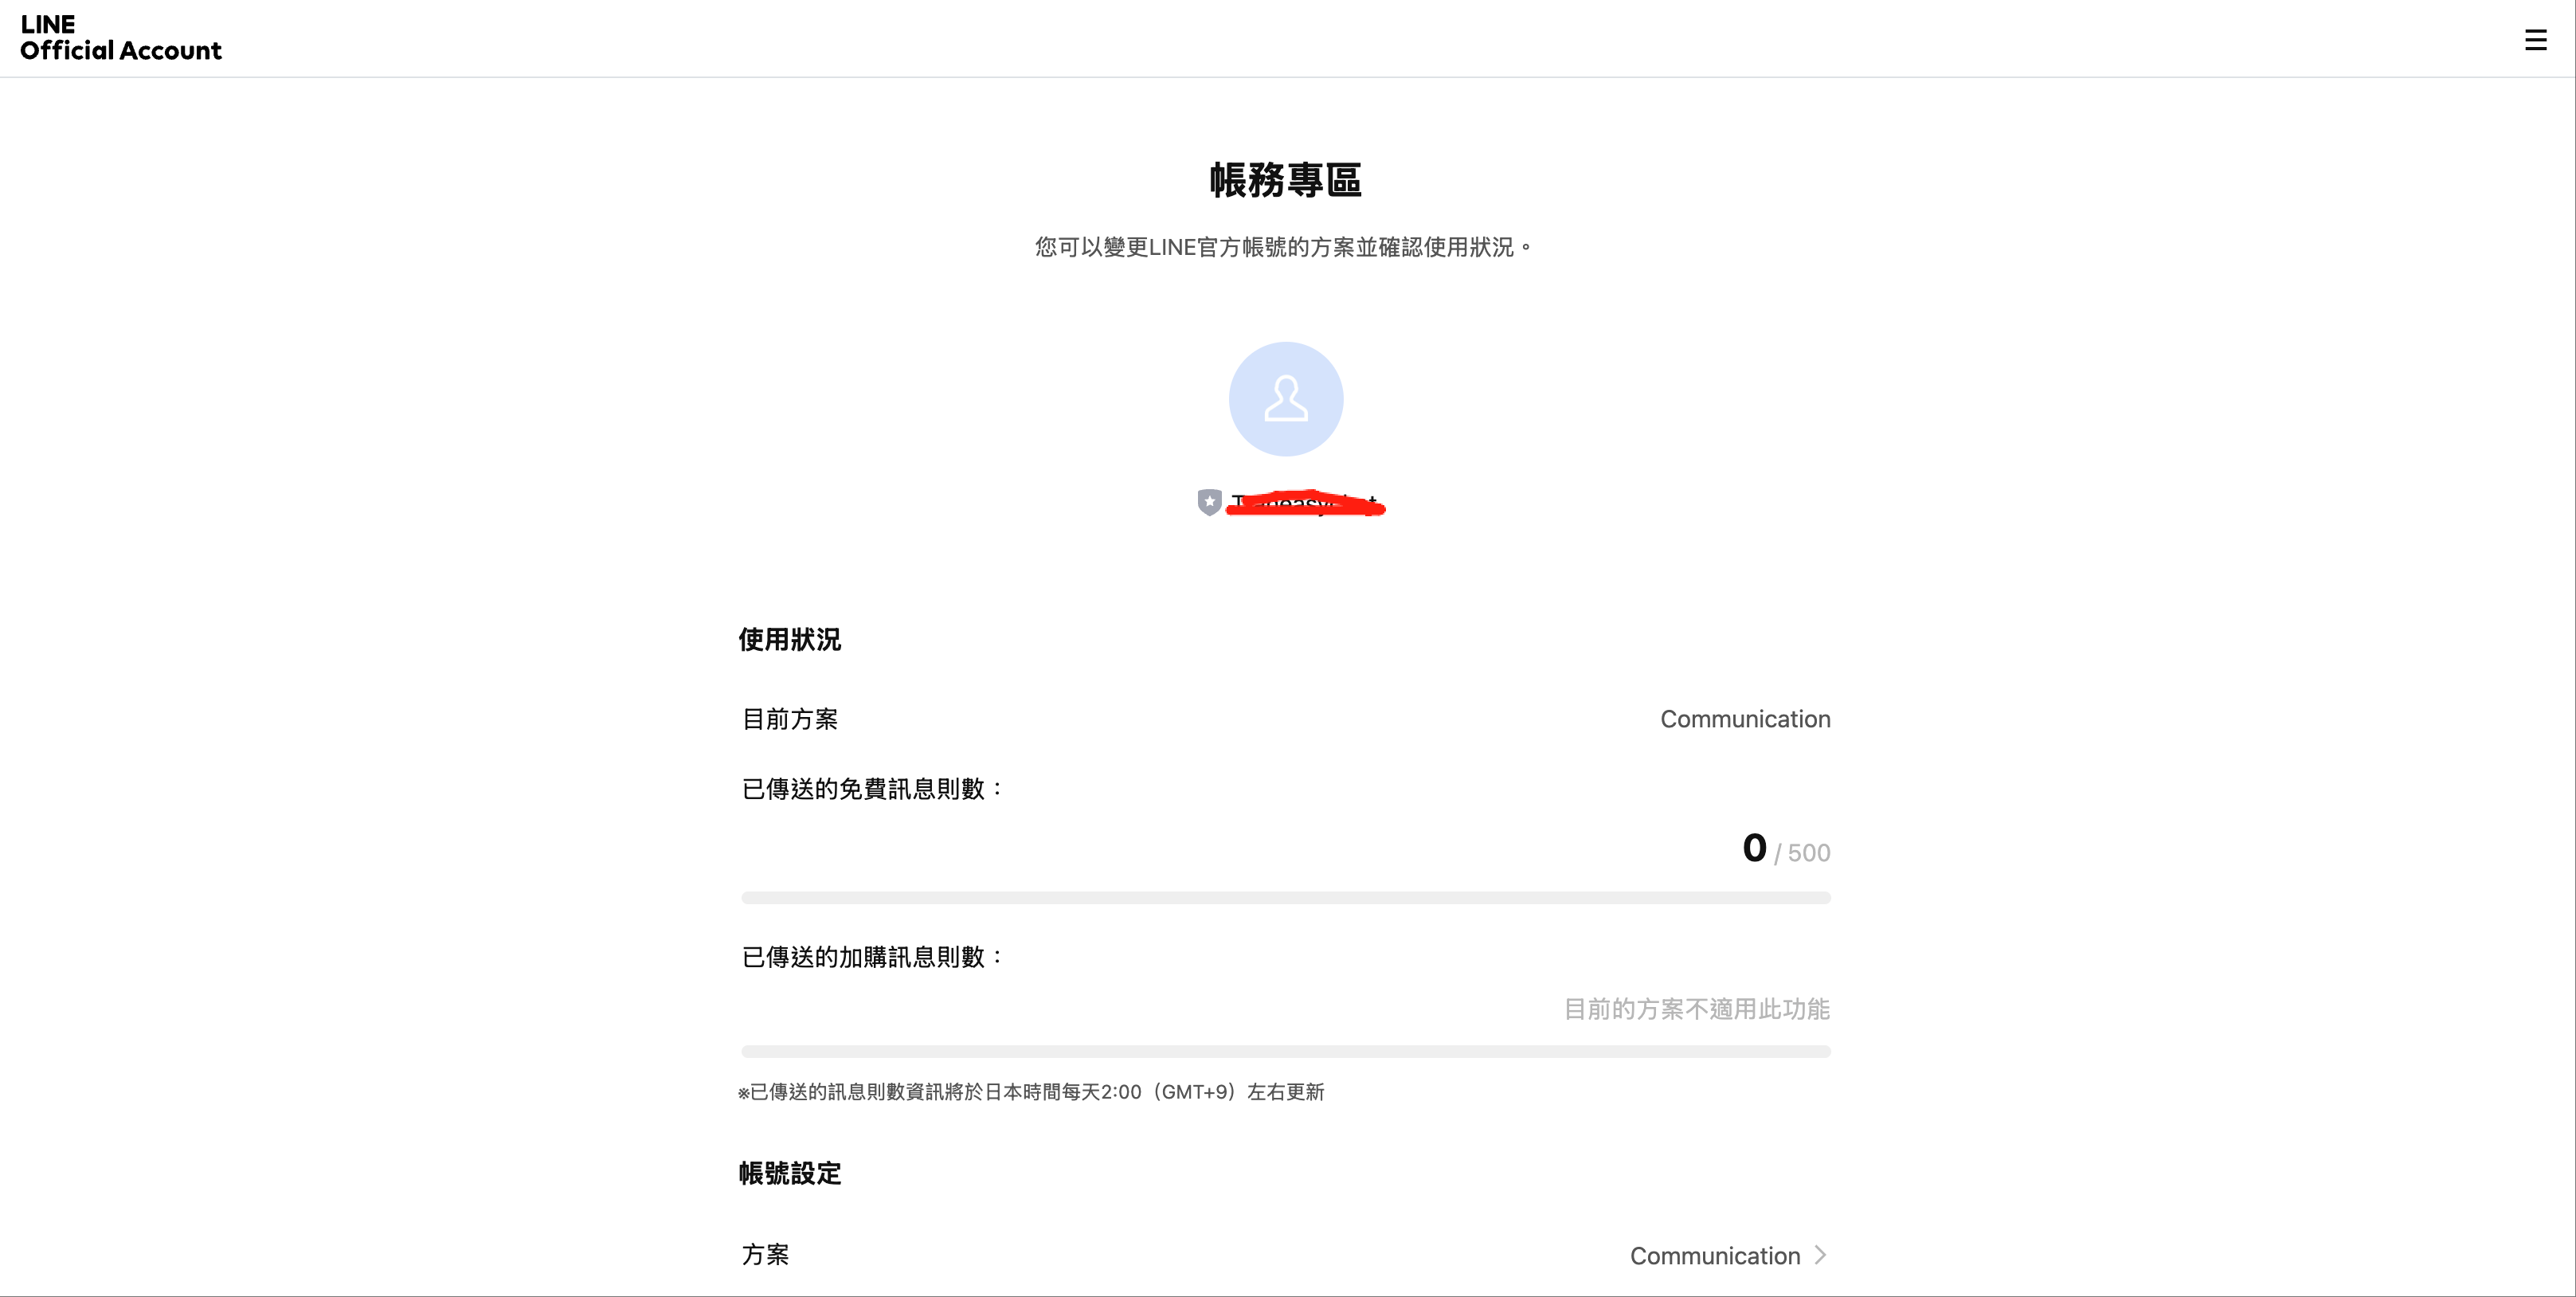 LINE
Official Account
帳務專區
您可以變更LINE官方帳號的方案並確認使用狀況。
使用狀況
目前方案
Communication
已傳送的免費訊息則數：
0 / 500
已傳送的加購訊息則數：
目前的方案不適用此功能
※已傳送的訊息則數資訊將於日本時間每天2:00（GMT+9）左右更新
帳號設定
方案
Communication